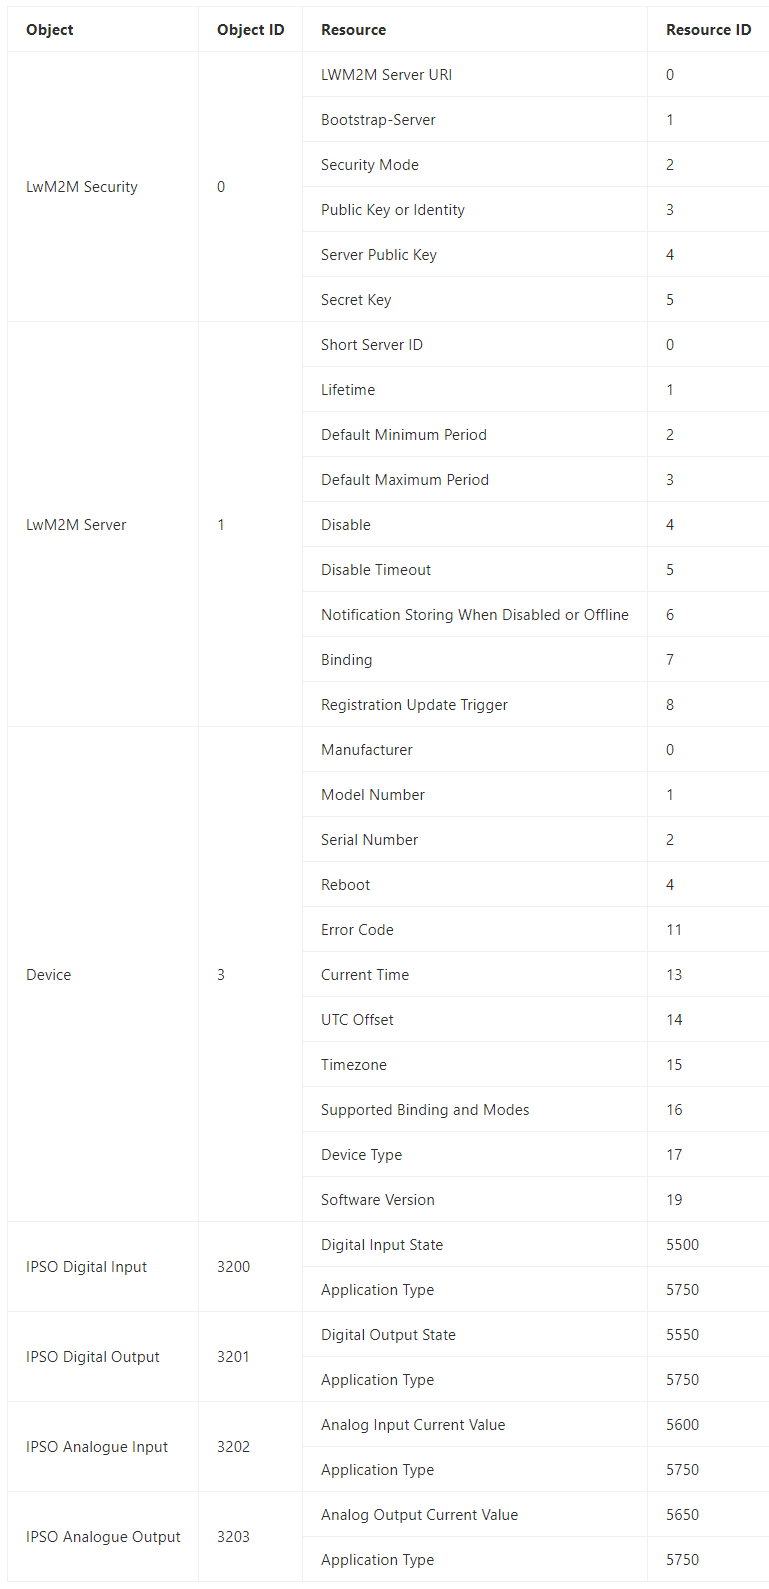 Object Object ID Resource Resource ID
LWM2M Server URI 0
Bootstrap-Server 1
Security Mode 2
LwM2M Security 0
Public Key or Identity 3
Server Public Key 4
Secret Key 5
Short Server ID 0
Lifetime 1
Default Minimum Period 2
Default Maximum Period 3
LwM2M Server 1 Disable 4
Disable Timeout 5
Notification Storing When Disabled or Offline 6
Binding 7
Registration Update Trigger 8
Manufacturer 0
Model Number 1
Serial Number 2
Reboot 4
Error Code 11
Device 3 Current Time 13
UTC Offset 14
Timezone 15
Supported Binding and Modes 16
Device Type 17
Software Version 19
Digital Input State 5500
IPSO Digital Input 3200
Application Type 5750
Digital Output State 5550
IPSO Digital Output 3201
Application Type 5750
Analog Input Current Value 5600
IPSO Analogue Input 3202
Application Type 5750
Analog Output Current Value 5650
IPSO Analogue Output 3203
Application Type 5750